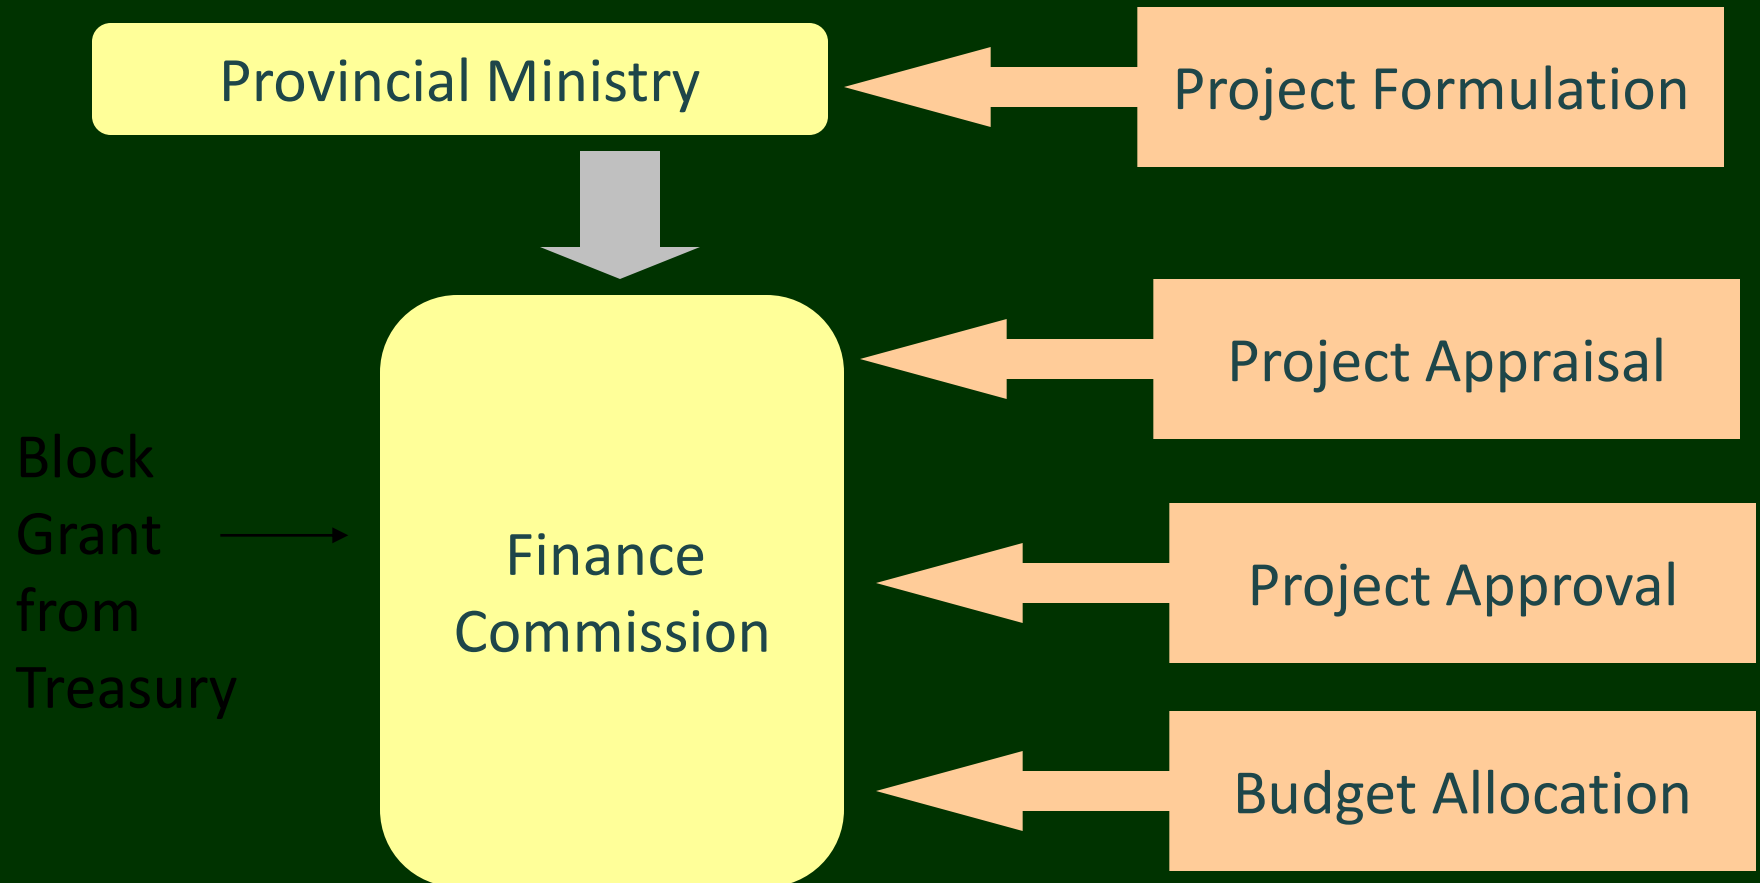 Provincial Ministry
Project Formulation
Project Appraisal
Block
Grant
from
Treasury
Finance
Commission
Project Approval
Budget Allocation